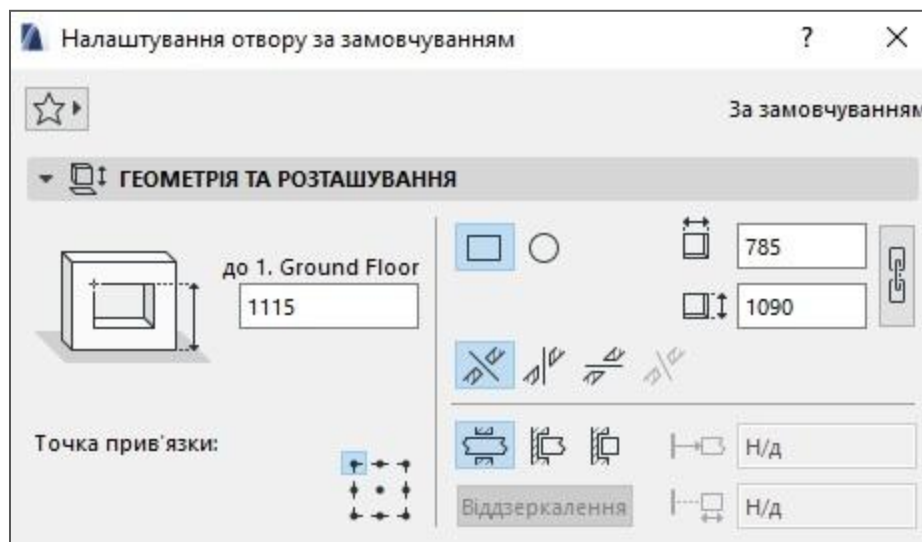 Налаштування отвору за замовчуванням ?
За замовчуванням
ГЕОМЕТРІЯ ТА РОЗТАШУВАННЯ
до 1. Ground Floor
1115
785
1090
Точка прив'язки:
Н/д
Віддзеркалення
Н/д